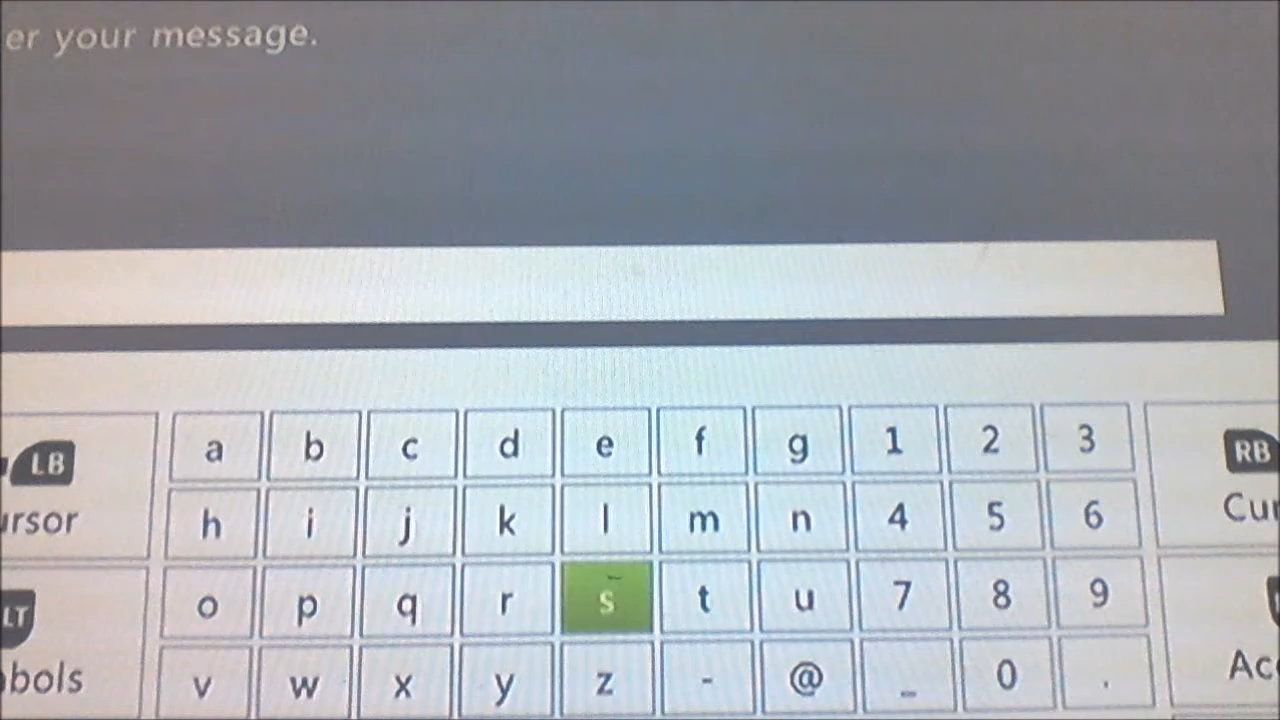 er your message.
LB a b c d e f g 1 2 3 RB
ursor h i j k l m n 4 5 6 Cur
LT o p q r s t u 7 8 9
bols v w x y z - @ _ 0 . Acc